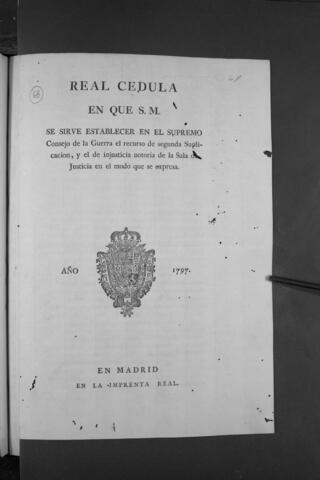 REAL CEDULA
EN QUE S. M.
SE SIRVE ESTABLECER EN EL SUPREMO
Consejo de la Guerra el recurso de segunda Supli-
cacion, y el de injusticia notoria de la Sala de
Justicia en el modo que se expresa.
AÑO 1797.
EN MADRID
EN LA IMPRENTA REAL.